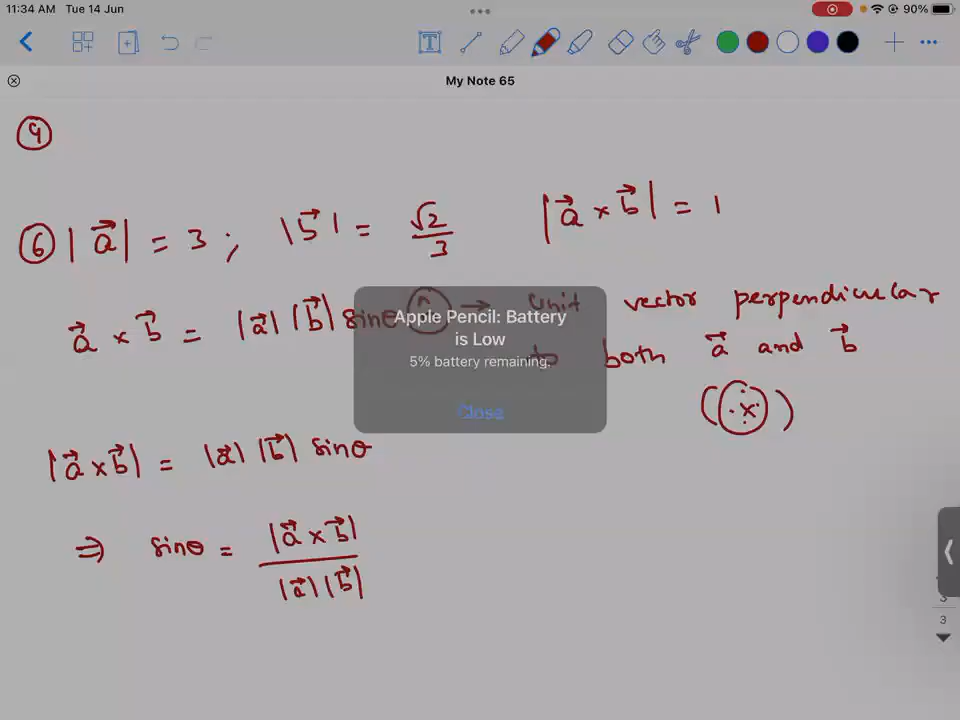 11:34 AM Tue 14 Jun 90%
My Note 65
9
6 |a⃗| = 3 ; |b⃗| = √2/3 |a⃗ × b⃗| = 1
a⃗ × b⃗ = |a⃗| |b⃗| sinθ n̂ → unit vector perpendicular
to both a⃗ and b⃗
Apple Pencil: Battery
is Low
5% battery remaining.
Close
|a⃗ × b⃗| = |a⃗| |b⃗| sinθ
⇒ sinθ = |a⃗ × b⃗| / |a⃗| |b⃗|
3
3